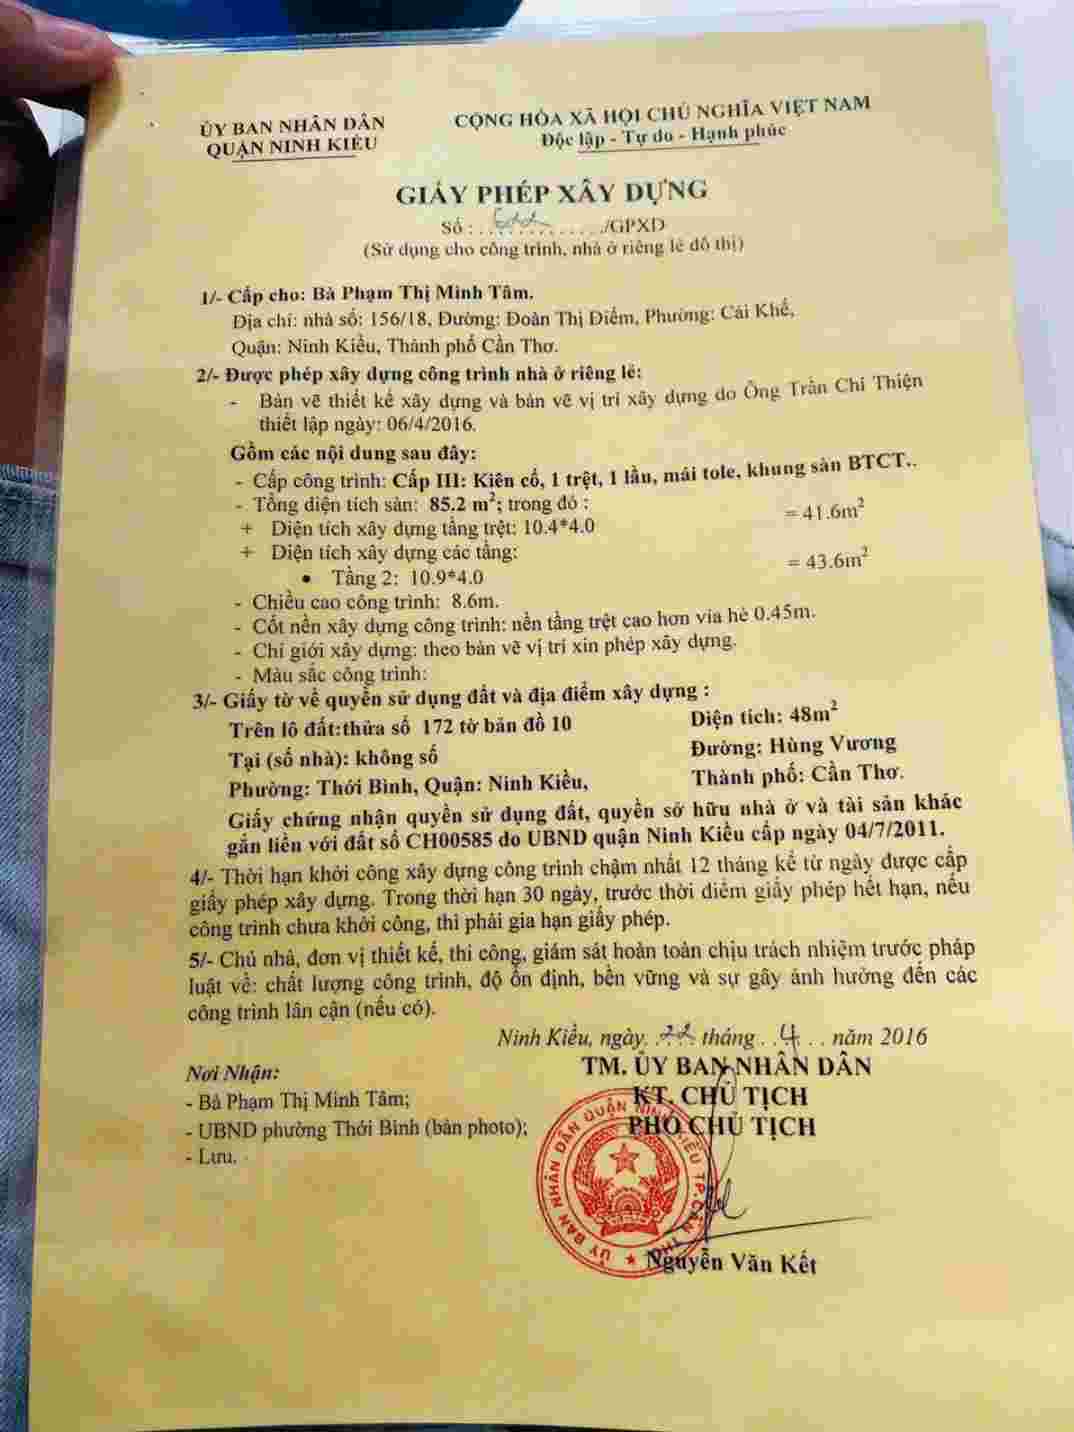 ỦY BAN NHÂN DÂN
QUẬN NINH KIỀU
CỘNG HÒA XÃ HỘI CHỦ NGHĨA VIỆT NAM
Độc lập - Tự do - Hạnh phúc
GIẤY PHÉP XÂY DỰNG
Số : ............../GPXD
(Sử dụng cho công trình, nhà ở riêng lẻ đô thị)
1/- Cấp cho: Bà Phạm Thị Minh Tâm.
Địa chỉ: nhà số: 156/18, Đường: Đoàn Thị Điểm, Phường: Cái Khế,
Quận: Ninh Kiều, Thành phố Cần Thơ.
2/- Được phép xây dựng công trình nhà ở riêng lẻ:
- Bản vẽ thiết kế xây dựng và bản vẽ vị trí xây dựng do Ông Trần Chí Thiện
thiết lập ngày: 06/4/2016.
Gồm các nội dung sau đây:
- Cấp công trình: Cấp III: Kiên cố, 1 trệt, 1 lầu, mái tole, khung sàn BTCT..
- Tổng diện tích sàn: 85.2 m²; trong đó :
+ Diện tích xây dựng tầng trệt: 10.4*4.0 = 41.6m²
+ Diện tích xây dựng các tầng:
• Tầng 2: 10.9*4.0 = 43.6m²
- Chiều cao công trình: 8.6m.
- Cốt nền xây dựng công trình: nền tầng trệt cao hơn vỉa hè 0.45m.
- Chỉ giới xây dựng: theo bản vẽ vị trí xin phép xây dựng.
- Màu sắc công trình:
3/- Giấy tờ về quyền sử dụng đất và địa điểm xây dựng :
Trên lô đất:thửa số 172 tờ bản đồ 10 Diện tích: 48m²
Tại (số nhà): không số Đường: Hùng Vương
Phường: Thới Bình, Quận: Ninh Kiều, Thành phố: Cần Thơ.
Giấy chứng nhận quyền sử dụng đất, quyền sở hữu nhà ở và tài sản khác
gắn liền với đất số CH00585 do UBND quận Ninh Kiều cấp ngày 04/7/2011.
4/- Thời hạn khởi công xây dựng công trình chậm nhất 12 tháng kể từ ngày được cấp
giấy phép xây dựng. Trong thời hạn 30 ngày, trước thời điểm giấy phép hết hạn, nếu
công trình chưa khởi công, thì phải gia hạn giấy phép.
5/- Chủ nhà, đơn vị thiết kế, thi công, giám sát hoàn toàn chịu trách nhiệm trước pháp
luật về: chất lượng công trình, độ ổn định, bền vững và sự gây ảnh hưởng đến các
công trình lân cận (nếu có).
Ninh Kiều, ngày. 22 tháng . .4. . . năm 2016
TM. ỦY BAN NHÂN DÂN
KT. CHỦ TỊCH
PHÓ CHỦ TỊCH
Nơi Nhận:
- Bà Phạm Thị Minh Tâm;
- UBND phường Thới Bình (bản photo);
- Lưu.
ỦY BAN NHÂN DÂN QUẬN NINH KIỀU TP.CẦN THƠ
Nguyễn Văn Kết